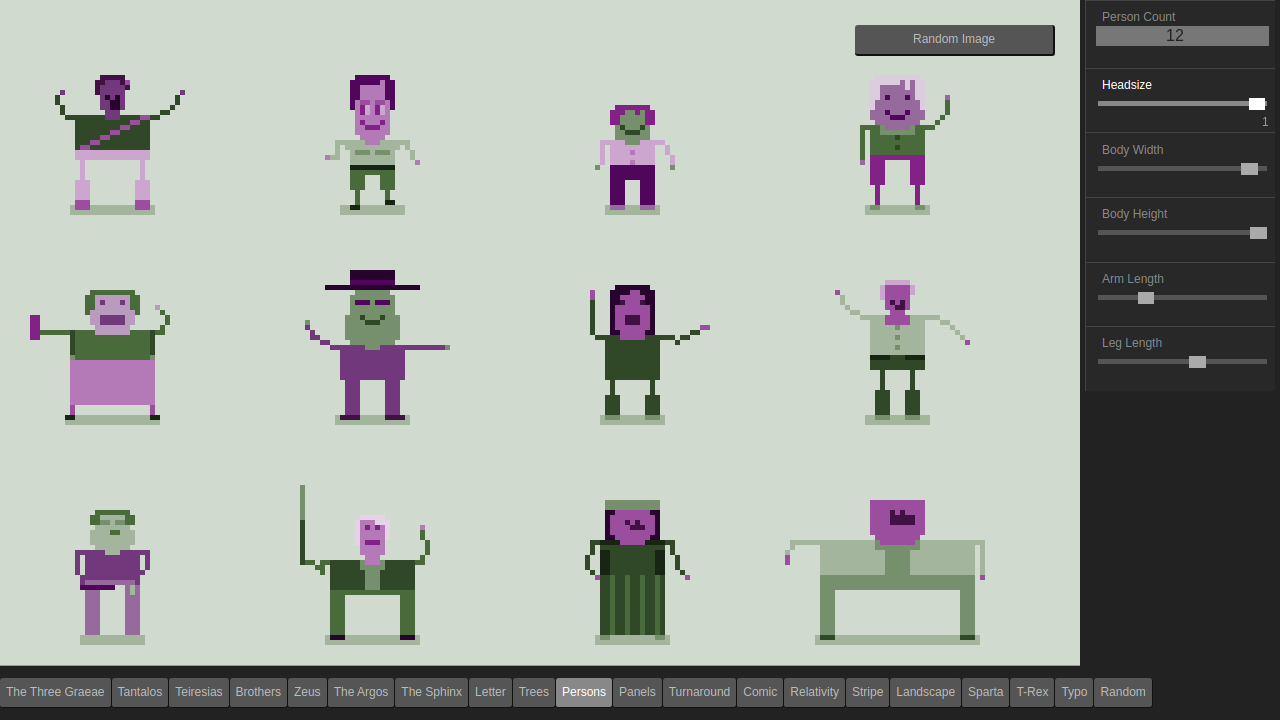 Random Image
Person Count
12
Headsize
1
Body Width
Body Height
Arm Length
Leg Length
The Three Graeae Tantalos Teiresias Brothers Zeus The Argos The Sphinx Letter Trees Persons Panels Turnaround Comic Relativity Stripe Landscape Sparta T-Rex Typo Random